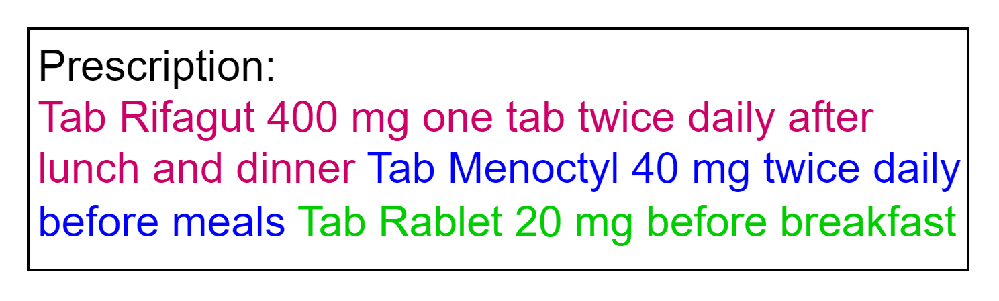 Prescription:
Tab Rifagut 400 mg one tab twice daily after
lunch and dinner Tab Menoctyl 40 mg twice daily
before meals Tab Rablet 20 mg before breakfast